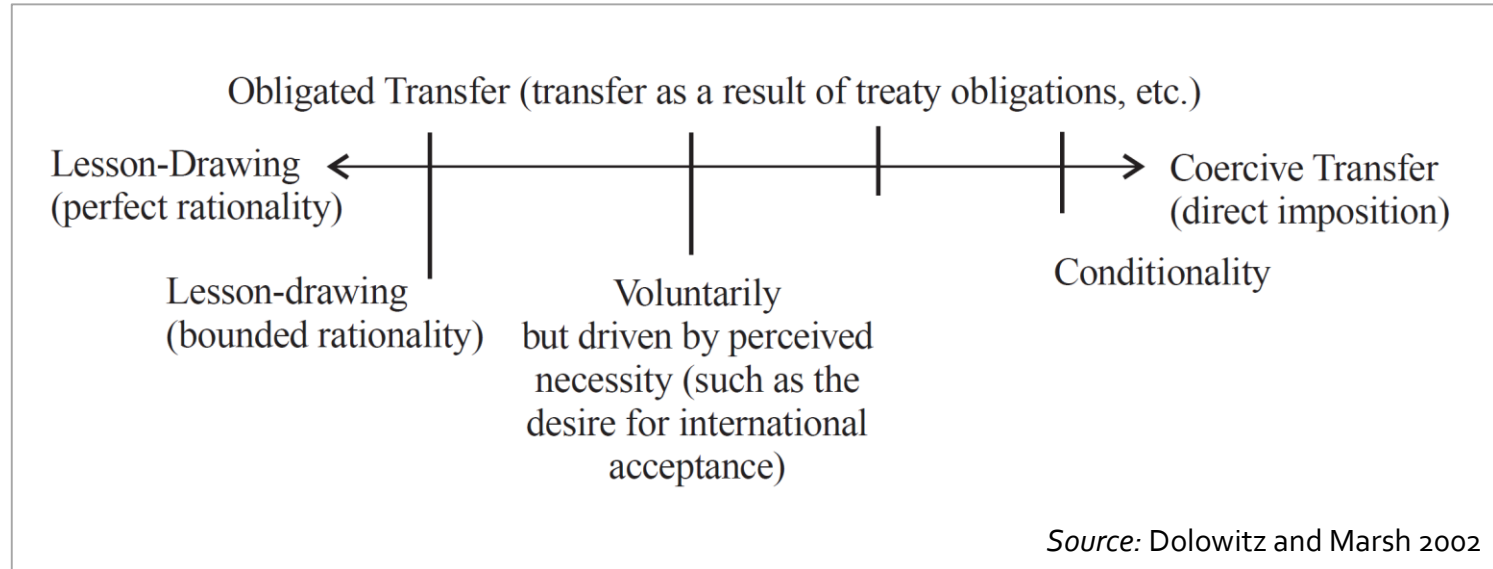 Obligated Transfer (transfer as a result of treaty obligations, etc.)
Lesson-Drawing
(perfect rationality)
Coercive Transfer
(direct imposition)
Lesson-drawing
(bounded rationality)
Voluntarily
but driven by perceived
necessity (such as the
desire for international
acceptance)
Conditionality
Source: Dolowitz and Marsh 2002